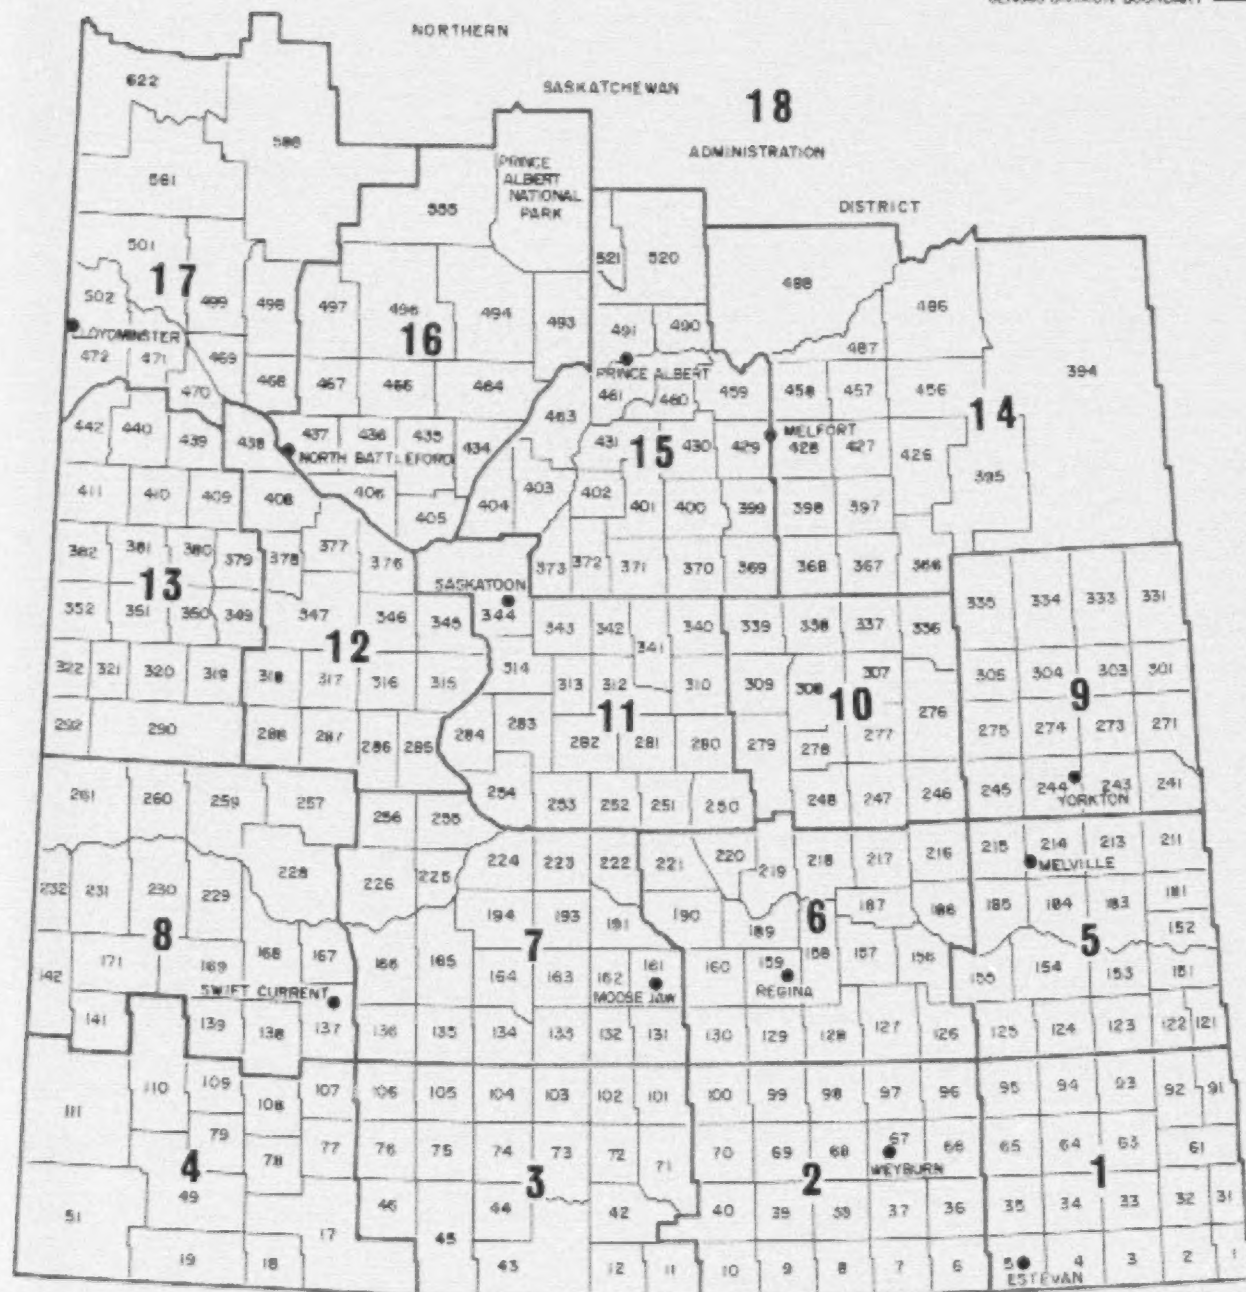 CENSUS DIVISION BOUNDARY
NORTHERN
SASKATCHEWAN
18
ADMINISTRATION
DISTRICT
622
588
561
PRINCE
ALBERT
NATIONAL
PARK
555
521 520
488
486
501
17
502 499 498 497 496 494 493
16
491 490
487
LLOYDMINSTER
PRINCE ALBERT
472 471 469 468 467 466 464
470
461 460 459 458 457 456
394
14
463
442 440 439 438 437 436 435 434
431 15 430 429 428 427 426
MELFORT
NORTH BATTLEFORD
395
411 410 409 408 406 405 404 403 402 401 400 399 398 397
382 381 380 379 378 377 376
373 372 371 370 369 368 367 366
13
SASKATOON
352 351 350 349 347 346 345 344
343 342 341 340 339 338 337 336
335 334 333 331
12
322 321 320 319 318 317 316 315 314
313 312 310 309 308 307
305 304 303 301
11
10
9
292 290 288 287 286 285 284 283
282 281 280 279 278 277 276
275 274 273 271
261 260 259 257 256 255 254
253 252 251 250 248 247 246
245 244 243 241
YORKTON
232 231 230 229 228 226 225
224 223 222 221 220 219 218 217 216
215 214 213 211
MELVILLE
8
194 193 191 190 189
7
6
187 186 185 184 183 181
5
152
142 171 169 168 167 166 165
164 163 162 161 160 159 158 157 156
155 154 153 151
SWIFT CURRENT
MOOSE JAW
REGINA
141 139 138 137 136 135 134 133 132 131
130 129 128 127 126 125 124 123 122 121
111 110 109 108 107 106 105 104 103 102 101
100 99 98 97 96 95 94 93 92 91
79 78 77 76 75 74 73 72 71
70 69 68 67 66 65 64 63 61
WEYBURN
4
3
2
1
51 49 46 44 42
40 39 38 37 36 35 34 33 32 31
17 45
19 18 43 12 11
10 9 8 7 6 5 4 3 2 1
ESTEVAN